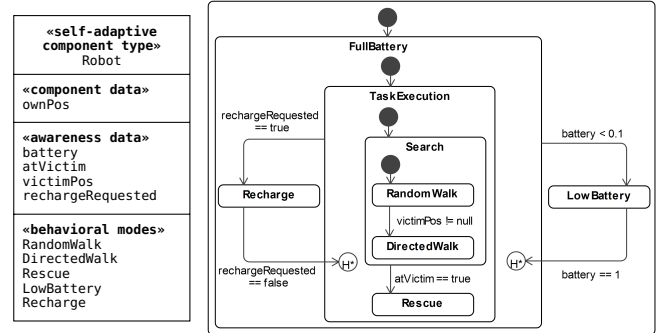 «self-adaptive
component type»
Robot
«component data»
ownPos
«awareness data»
battery
atVictim
victimPos
rechargeRequested
«behavioral modes»
RandomWalk
DirectedWalk
Rescue
LowBattery
Recharge
FullBattery
TaskExecution
rechargeRequested
== true
Search
battery < 0.1
Recharge
RandomWalk
LowBattery
victimPos != null
DirectedWalk
H*
H*
rechargeRequested
== false
atVictim == true
battery == 1
Rescue